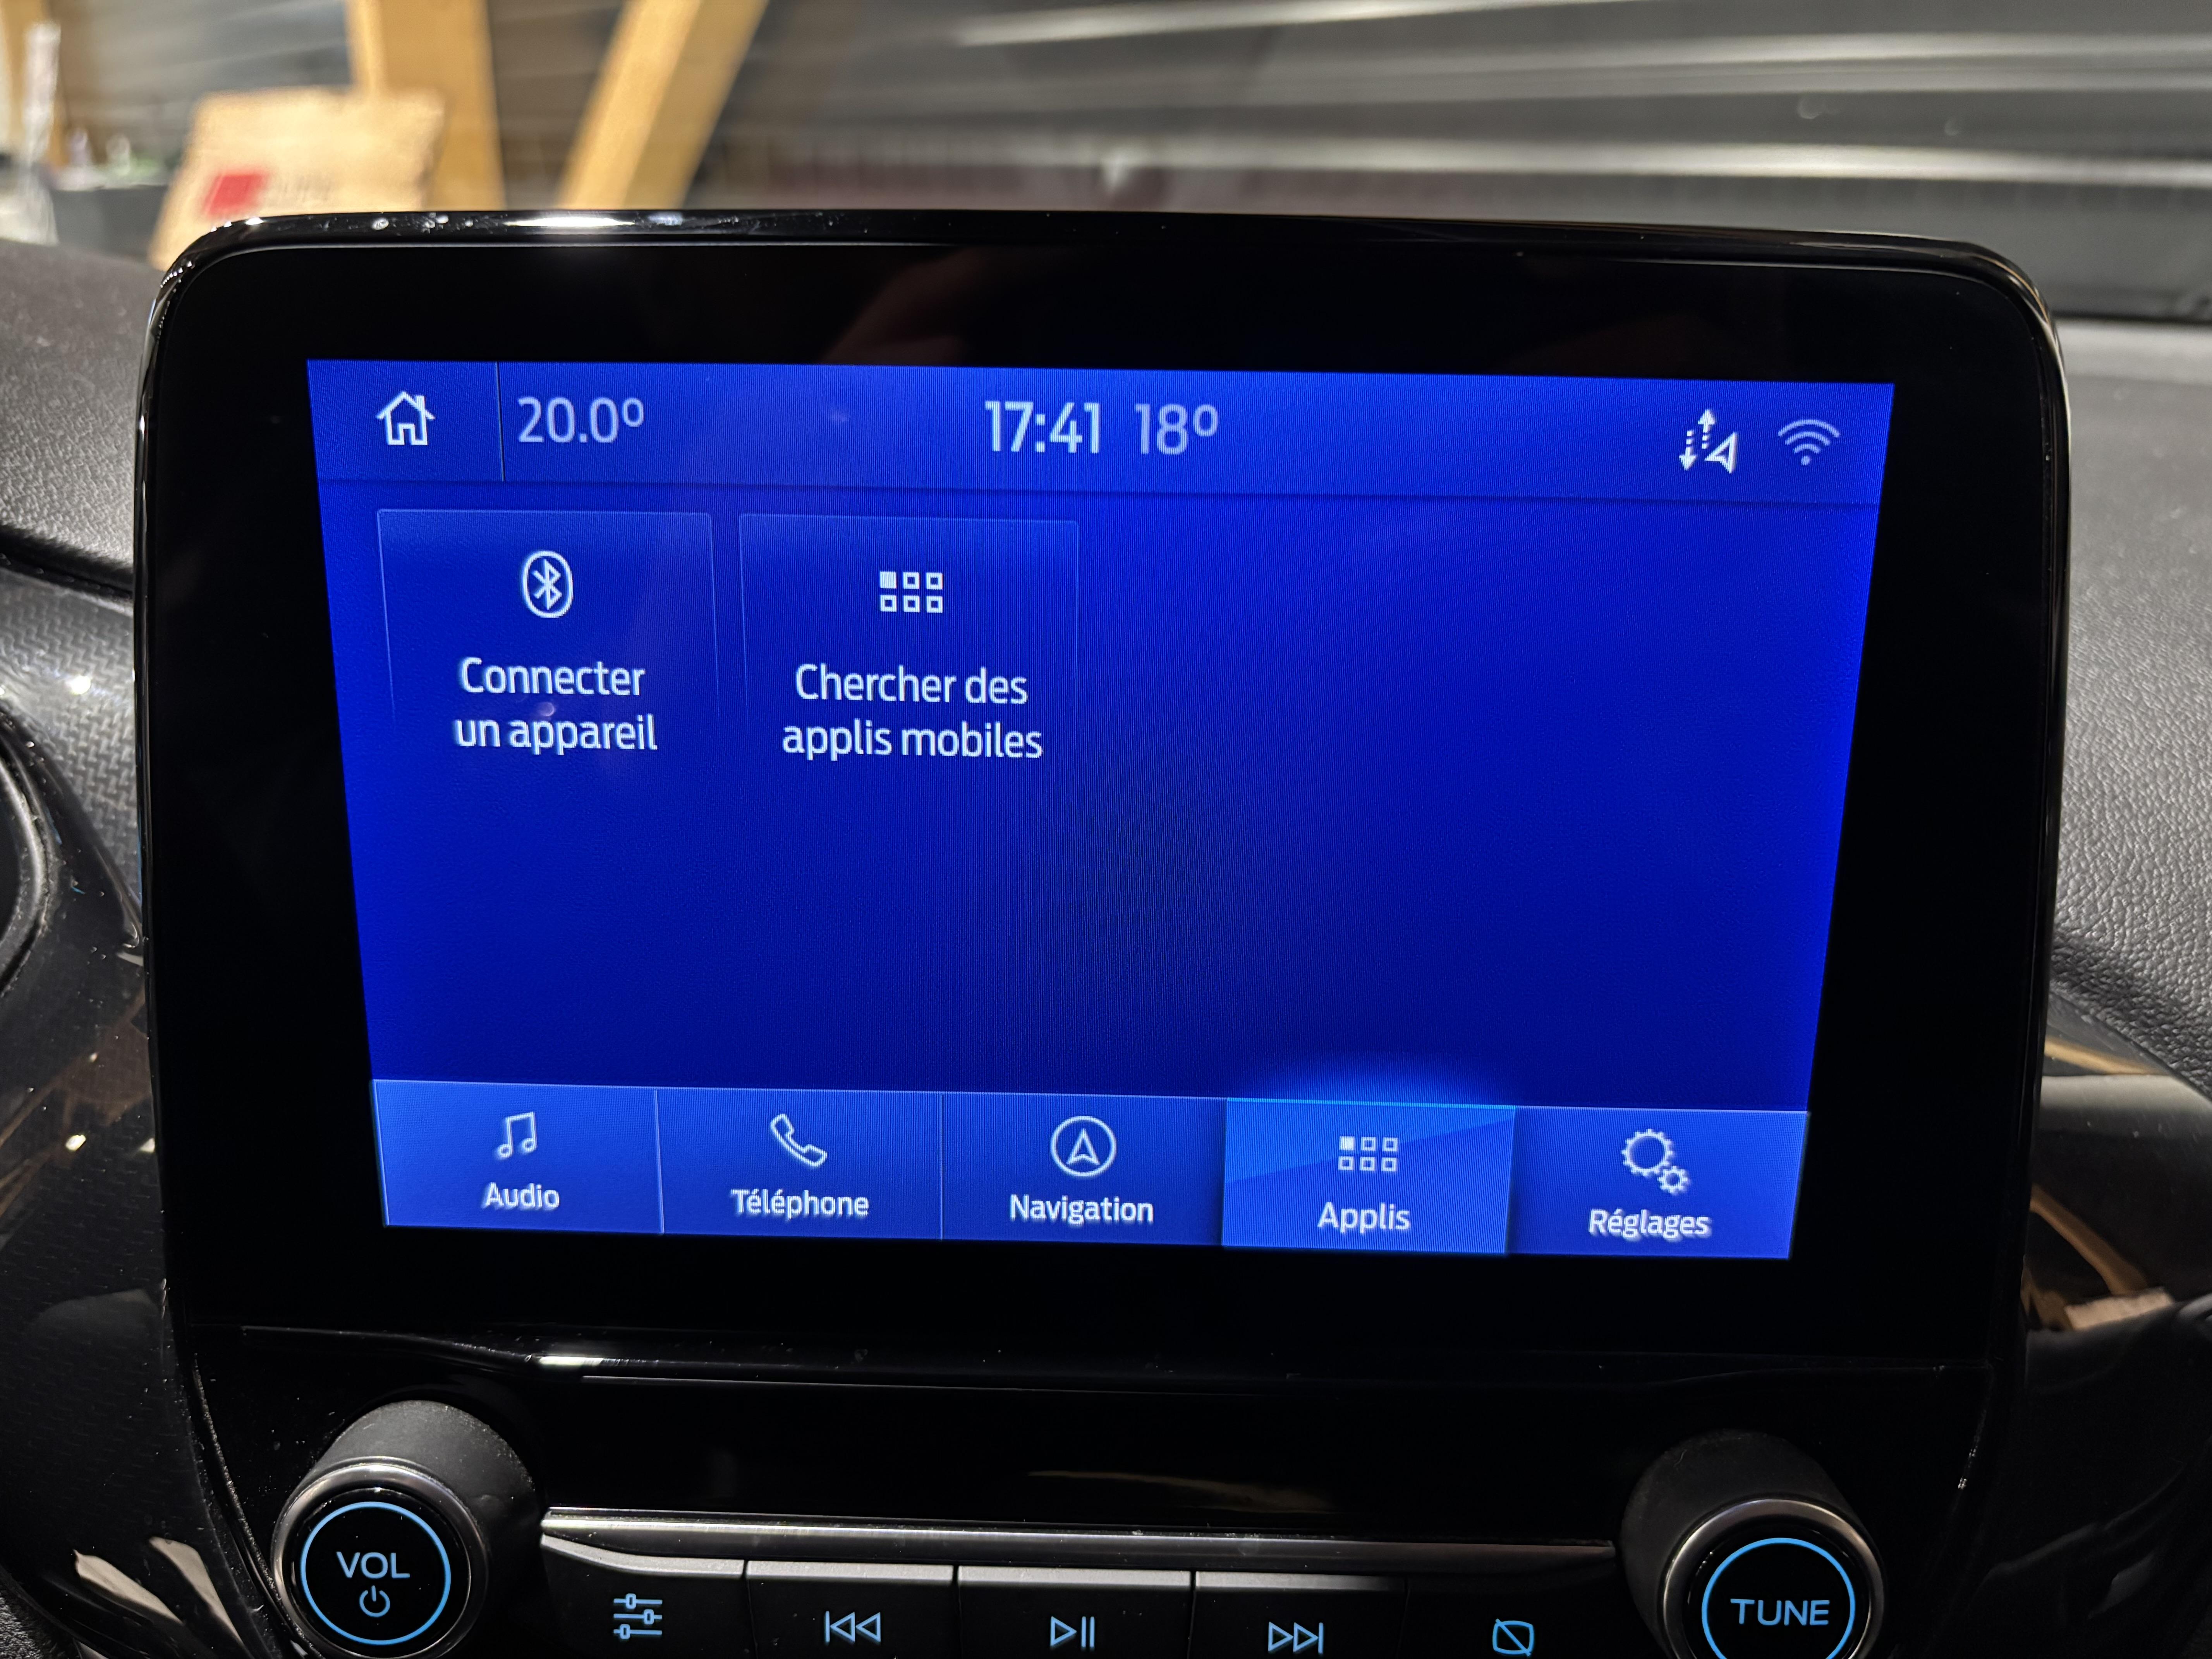 20.0°
17:41 18°
Connecter
un appareil
Chercher des
applis mobiles
Audio
Téléphone
Navigation
Applis
Réglages
VOL
TUNE